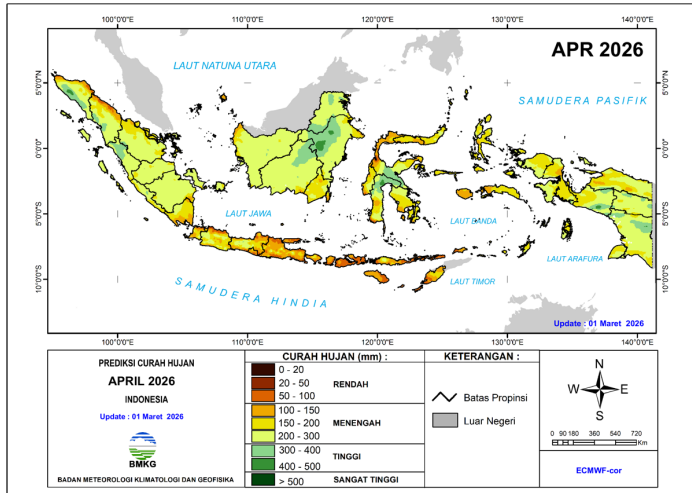 100°0'0"E 110°0'0"E 120°0'0"E 130°0'0"E 140°0'0"E
APR 2026
LAUT NATUNA UTARA
SAMUDERA PASIFIK
5°0'0"N 5°0'0"N
0°0'0" 0°0'0"
5°0'0"S 5°0'0"S
10°0'0"S 10°0'0"S
LAUT JAWA
LAUT BANDA
LAUT ARAFURA
LAUT TIMOR
SAMUDERA HINDIA
Update : 01 Maret 2026
100°0'0"E 110°0'0"E 120°0'0"E 130°0'0"E 140°0'0"E
PREDIKSI CURAH HUJAN
APRIL 2026
INDONESIA
Update : 01 Maret 2026
BMKG
BADAN METEOROLOGI KLIMATOLOGI DAN GEOFISIKA
CURAH HUJAN (mm) :
0 - 20
20 - 50
50 - 100
RENDAH
100 - 150
150 - 200
200 - 300
MENENGAH
300 - 400
400 - 500
TINGGI
> 500
SANGAT TINGGI
KETERANGAN :
Batas Propinsi
Luar Negeri
N
W E
S
0 90 180 360 540 720
Km
ECMWF-cor